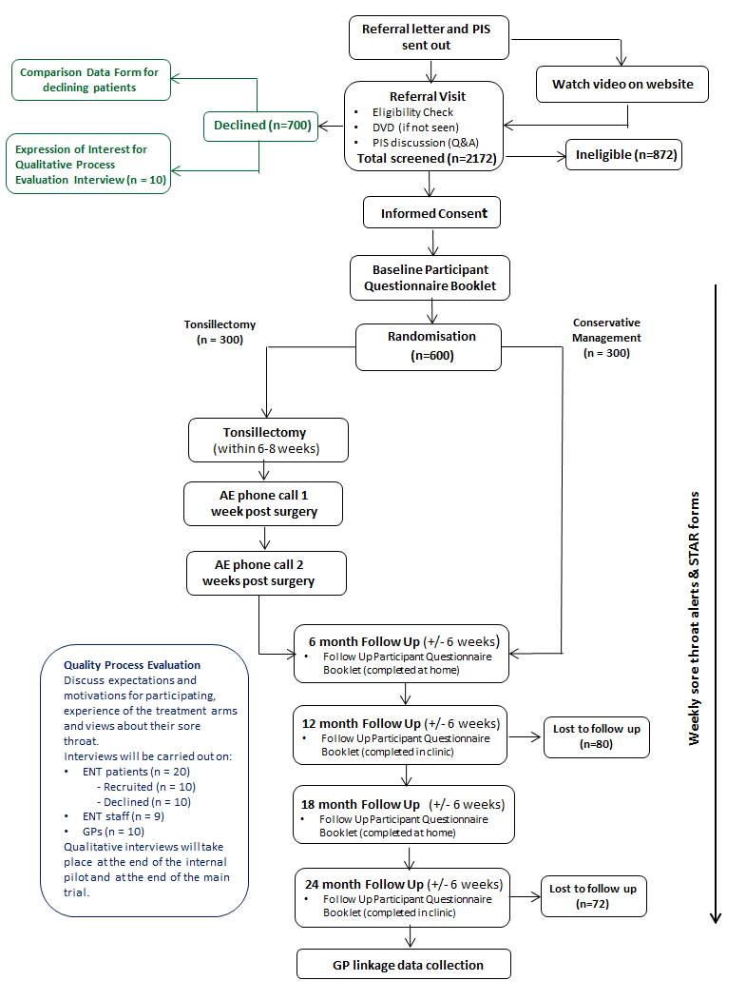 Referral letter and PIS
sent out
Watch video on website
Comparison Data Form for
declining patients
Referral Visit
• Eligibility Check
• DVD (if not seen)
• PIS discussion (Q&A)
Total screened (n=2172)
Declined (n=700)
Ineligible (n=872)
Expression of Interest for
Qualitative Process
Evaluation Interview (n = 10)
Informed Consent
Baseline Participant
Questionnaire Booklet
Tonsillectomy
(n = 300)
Randomisation
(n=600)
Conservative
Management
(n = 300)
Tonsillectomy
(within 6-8 weeks)
AE phone call 1
week post surgery
AE phone call 2
weeks post surgery
6 month Follow Up (+/- 6 weeks)
• Follow Up Participant Questionnaire
Booklet (completed at home)
12 month Follow Up (+/- 6 weeks)
• Follow Up Participant Questionnaire
Booklet (completed in clinic)
Lost to follow up
(n=80)
18 month Follow Up (+/- 6 weeks)
• Follow Up Participant Questionnaire
Booklet (completed at home)
24 month Follow Up (+/- 6 weeks)
• Follow Up Participant Questionnaire
Booklet (completed in clinic)
Lost to follow up
(n=72)
GP linkage data collection
Quality Process Evaluation
Discuss expectations and
motivations for participating,
experience of the treatment arms
and views about their sore
throat.
Interviews will be carried out on:
• ENT patients (n = 20)
- Recruited (n = 10)
- Declined (n = 10)
• ENT staff (n = 9)
• GPs (n = 10)
Qualitative interviews will take
place at the end of the internal
pilot and at the end of the main
trial.
Weekly sore throat alerts & STAR forms